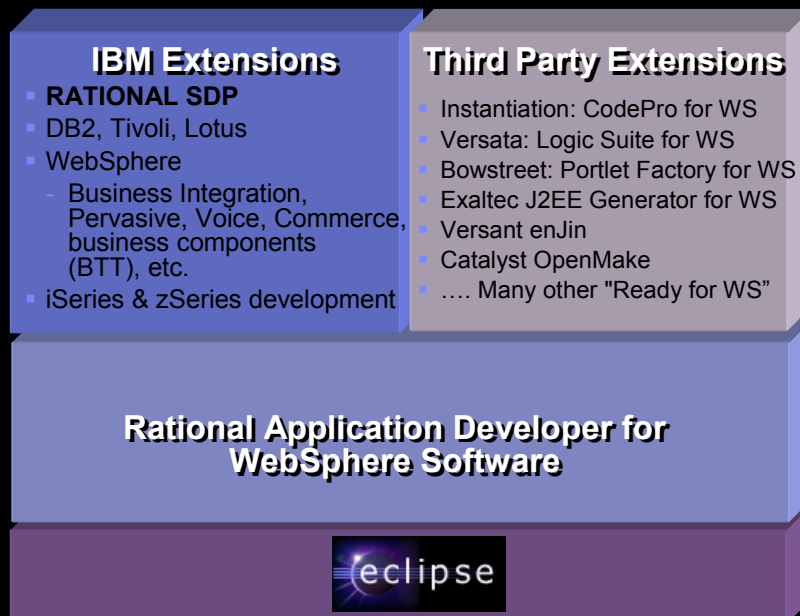 IBM Extensions
▪ RATIONAL SDP
▪ DB2, Tivoli, Lotus
▪ WebSphere
- Business Integration,
Pervasive, Voice, Commerce,
business components
(BTT), etc.
▪ iSeries & zSeries development
Third Party Extensions
▪ Instantiation: CodePro for WS
▪ Versata: Logic Suite for WS
▪ Bowstreet: Portlet Factory for WS
▪ Exaltec J2EE Generator for WS
▪ Versant enJin
▪ Catalyst OpenMake
▪ …. Many other "Ready for WS”
Rational Application Developer for
WebSphere Software
eclipse